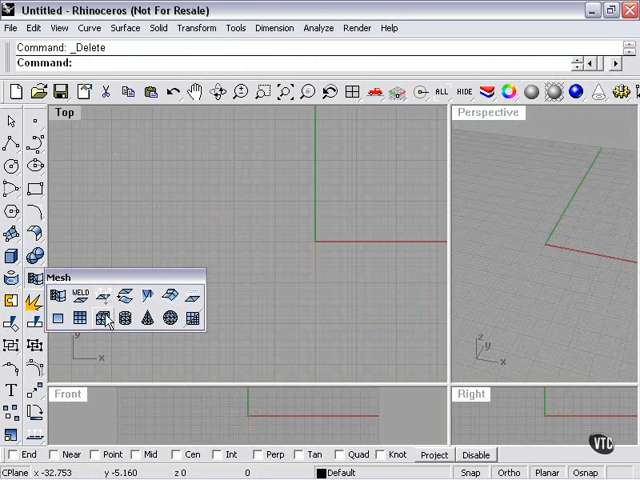 Untitled - Rhinoceros (Not For Resale)
File Edit View Curve Surface Solid Transform Tools Dimension Analyze Render Help
Command: _Delete
Command:
ALL HIDE
Top
Perspective
Mesh
WELD
y
x
z
y
x
T
Front
Right
VTC
End Near Point Mid Cen Int Perp Tan Quad Knot Project Disable
CPlane x -32.753 y -5.160 z 0 0 Default Snap Ortho Planar Osnap